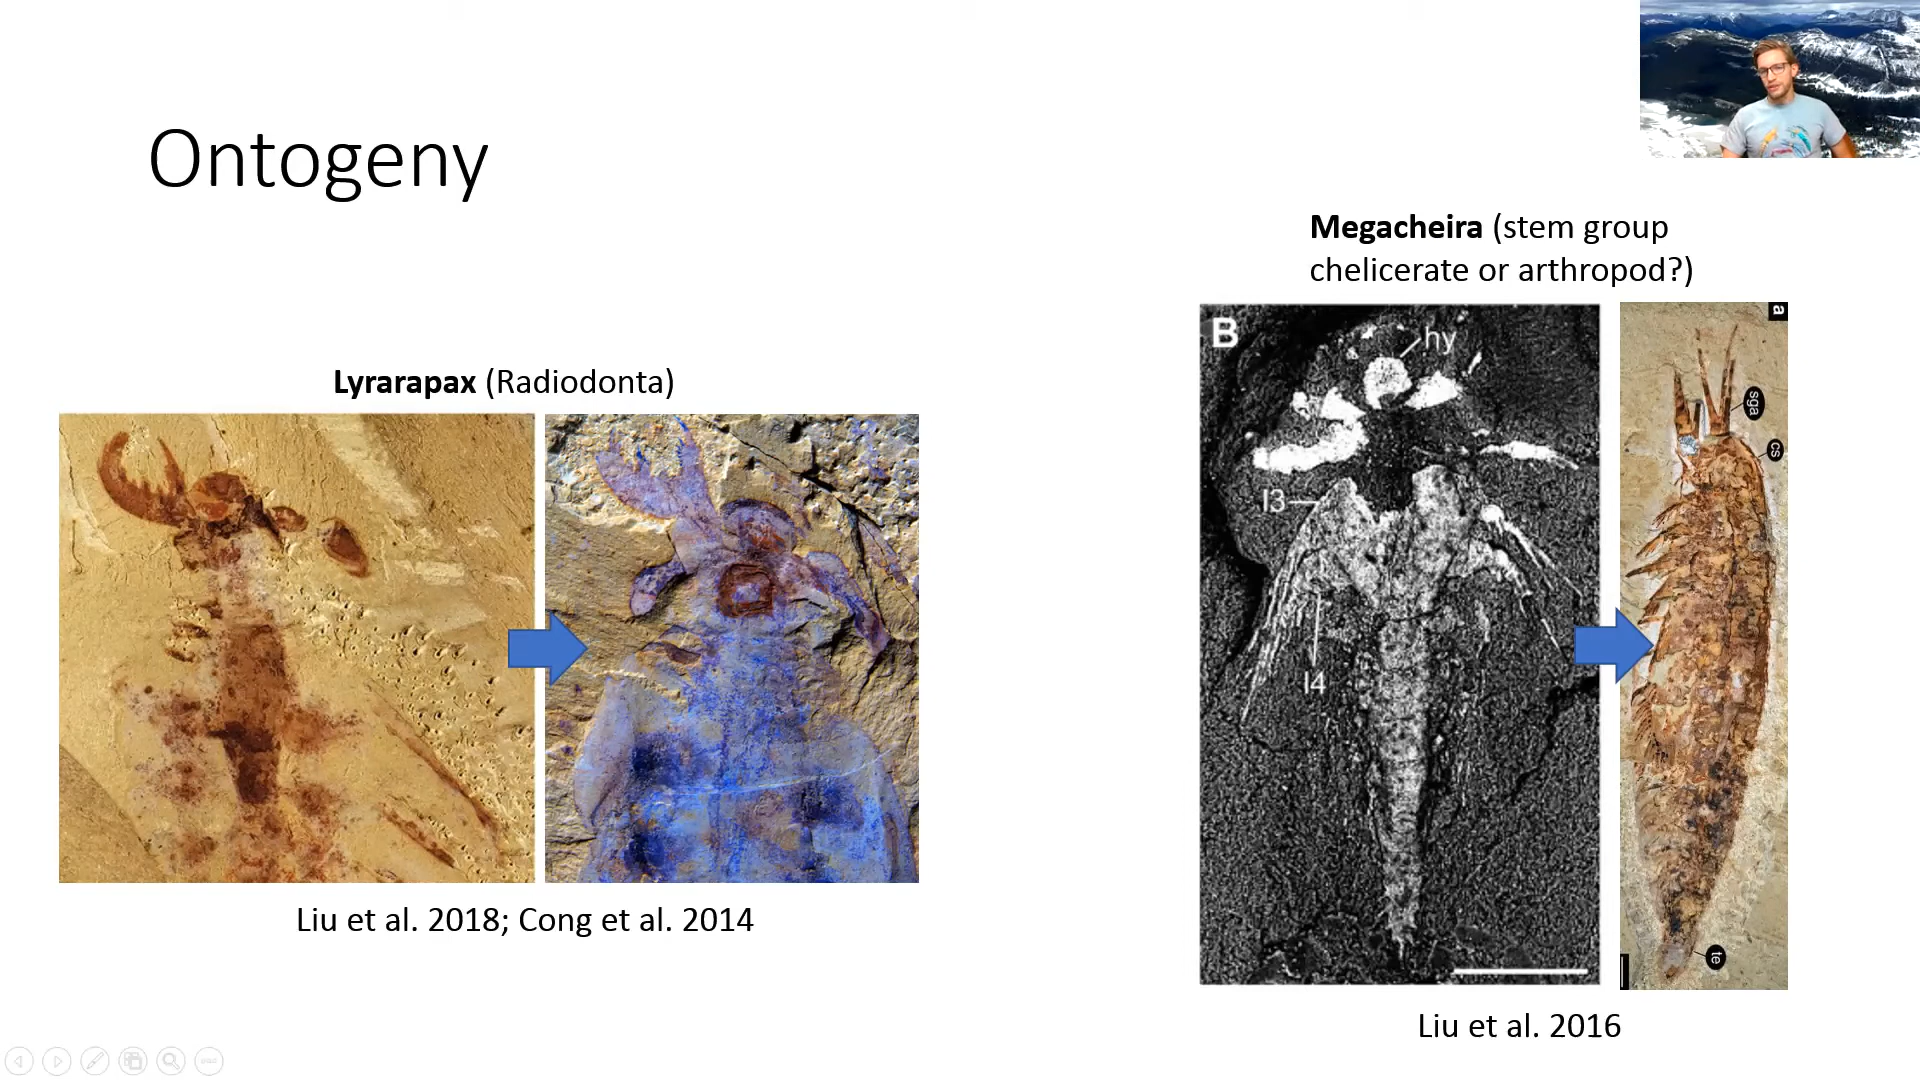 Ontogeny
Megacheira (stem group
chelicerate or arthropod?)
Lyrarapax (Radiodonta)
B
hy
l3
l4
a
sga
cs
te
Liu et al. 2018; Cong et al. 2014
Liu et al. 2016